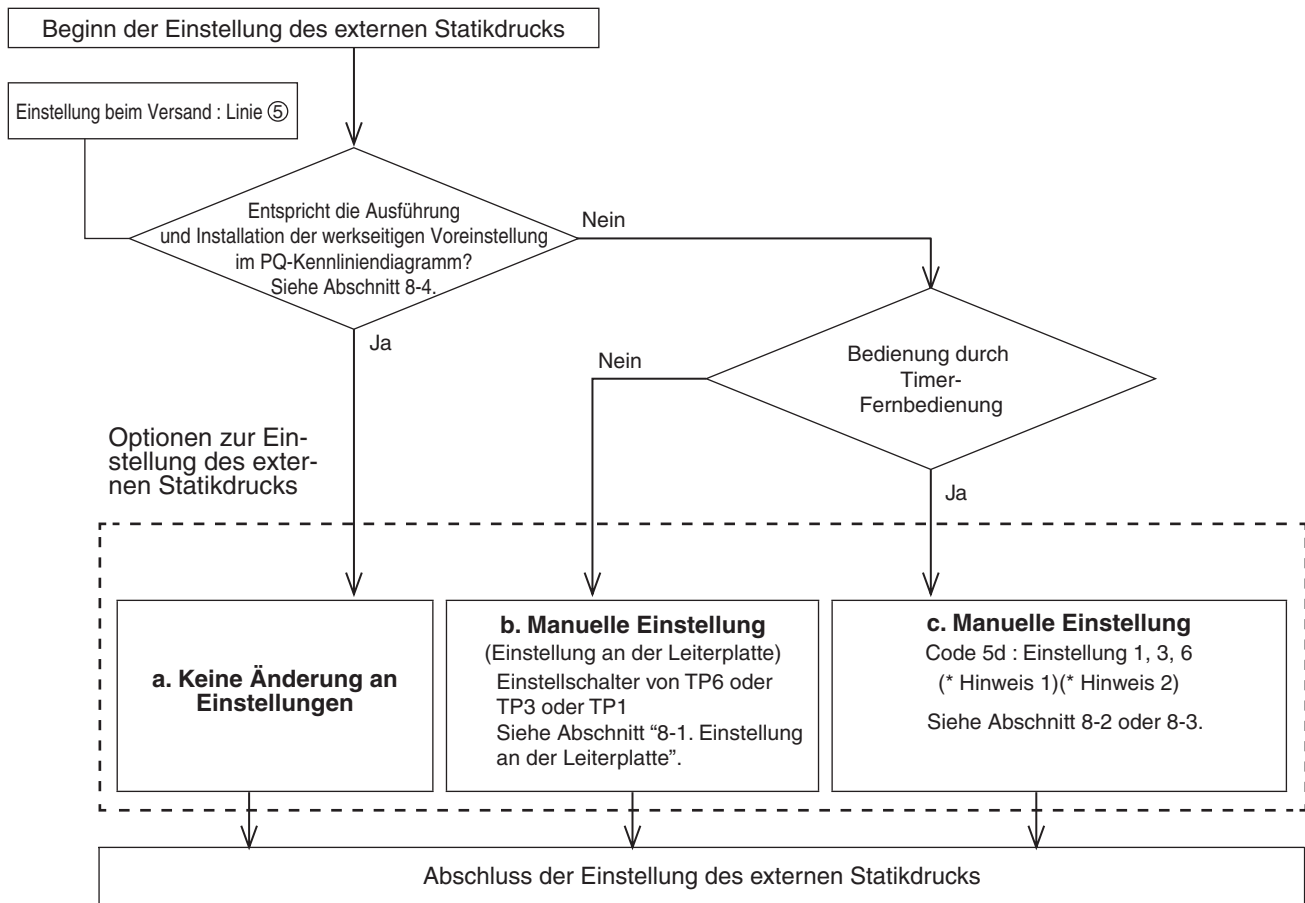 Beginn der Einstellung des externen Statikdrucks
Einstellung beim Versand : Linie ⑤
Entspricht die Ausführung
und Installation der werkseitigen Voreinstellung
im PQ-Kennliniendiagramm?
Siehe Abschnitt 8-4.
Nein
Ja
Bedienung durch
Timer-
Fernbedienung
Nein
Ja
Optionen zur Ein-
stellung des exter-
nen Statikdrucks
a. Keine Änderung an
Einstellungen
b. Manuelle Einstellung
(Einstellung an der Leiterplatte)
Einstellschalter von TP6 oder
TP3 oder TP1
Siehe Abschnitt “8-1. Einstellung
an der Leiterplatte”.
c. Manuelle Einstellung
Code 5d : Einstellung 1, 3, 6
(* Hinweis 1)(* Hinweis 2)
Siehe Abschnitt 8-2 oder 8-3.
Abschluss der Einstellung des externen Statikdrucks